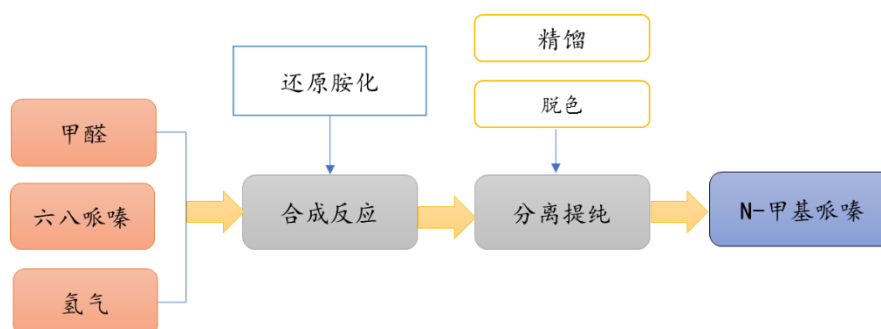 精馏
还原胺化
脱色
甲醛
六八哌嗪
合成反应
分离提纯
N-甲基哌嗪
氢气